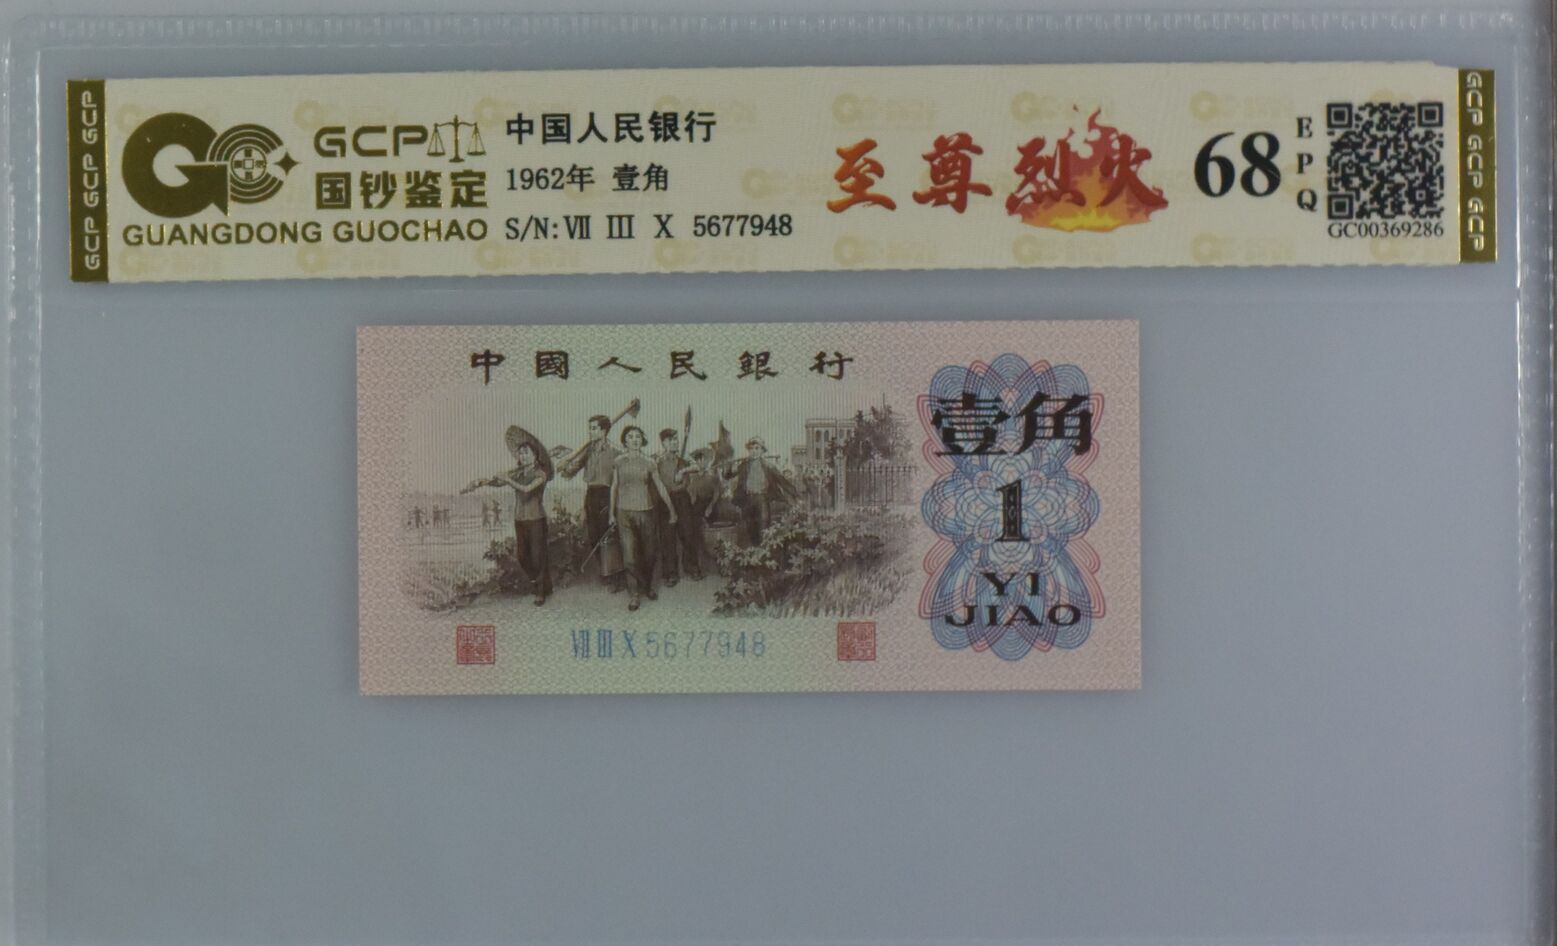 GCP GCP GCP
GCP
国钞鉴定
GUANGDONG GUOCHAO
中国人民银行
1962年 壹角
S/N: Ⅶ Ⅲ Ⅹ 5677948
至尊烈火
68
EPQ
GC00369286
GCP GCP GCP
中國人民銀行
壹角
1
YI
JIAO
Ⅶ Ⅲ Ⅹ 5677948